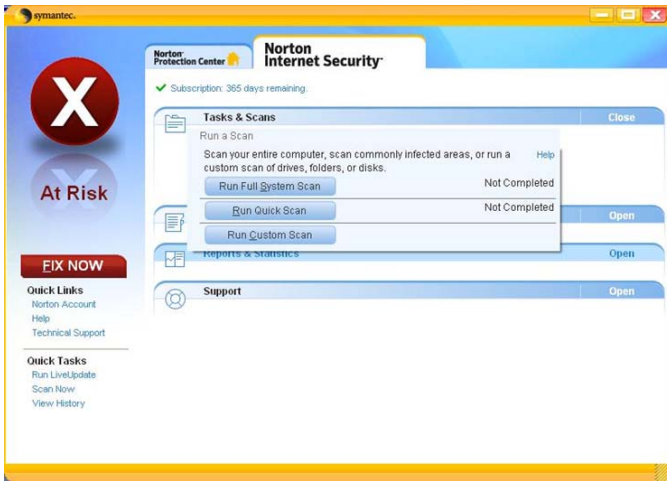 symantec.
Norton™
Protection Center
Norton
Internet Security™
Subscription: 365 days remaining.
X
At Risk
FIX NOW
Quick Links
Norton Account
Help
Technical Support
Quick Tasks
Run LiveUpdate
Scan Now
View History
Tasks & Scans
Close
Run a Scan
Scan your entire computer, scan commonly infected areas, or run a
custom scan of drives, folders, or disks.
Help
Run Full System Scan
Not Completed
Run Quick Scan
Not Completed
Run Custom Scan
Open
Reports & Statistics
Open
Support
Open